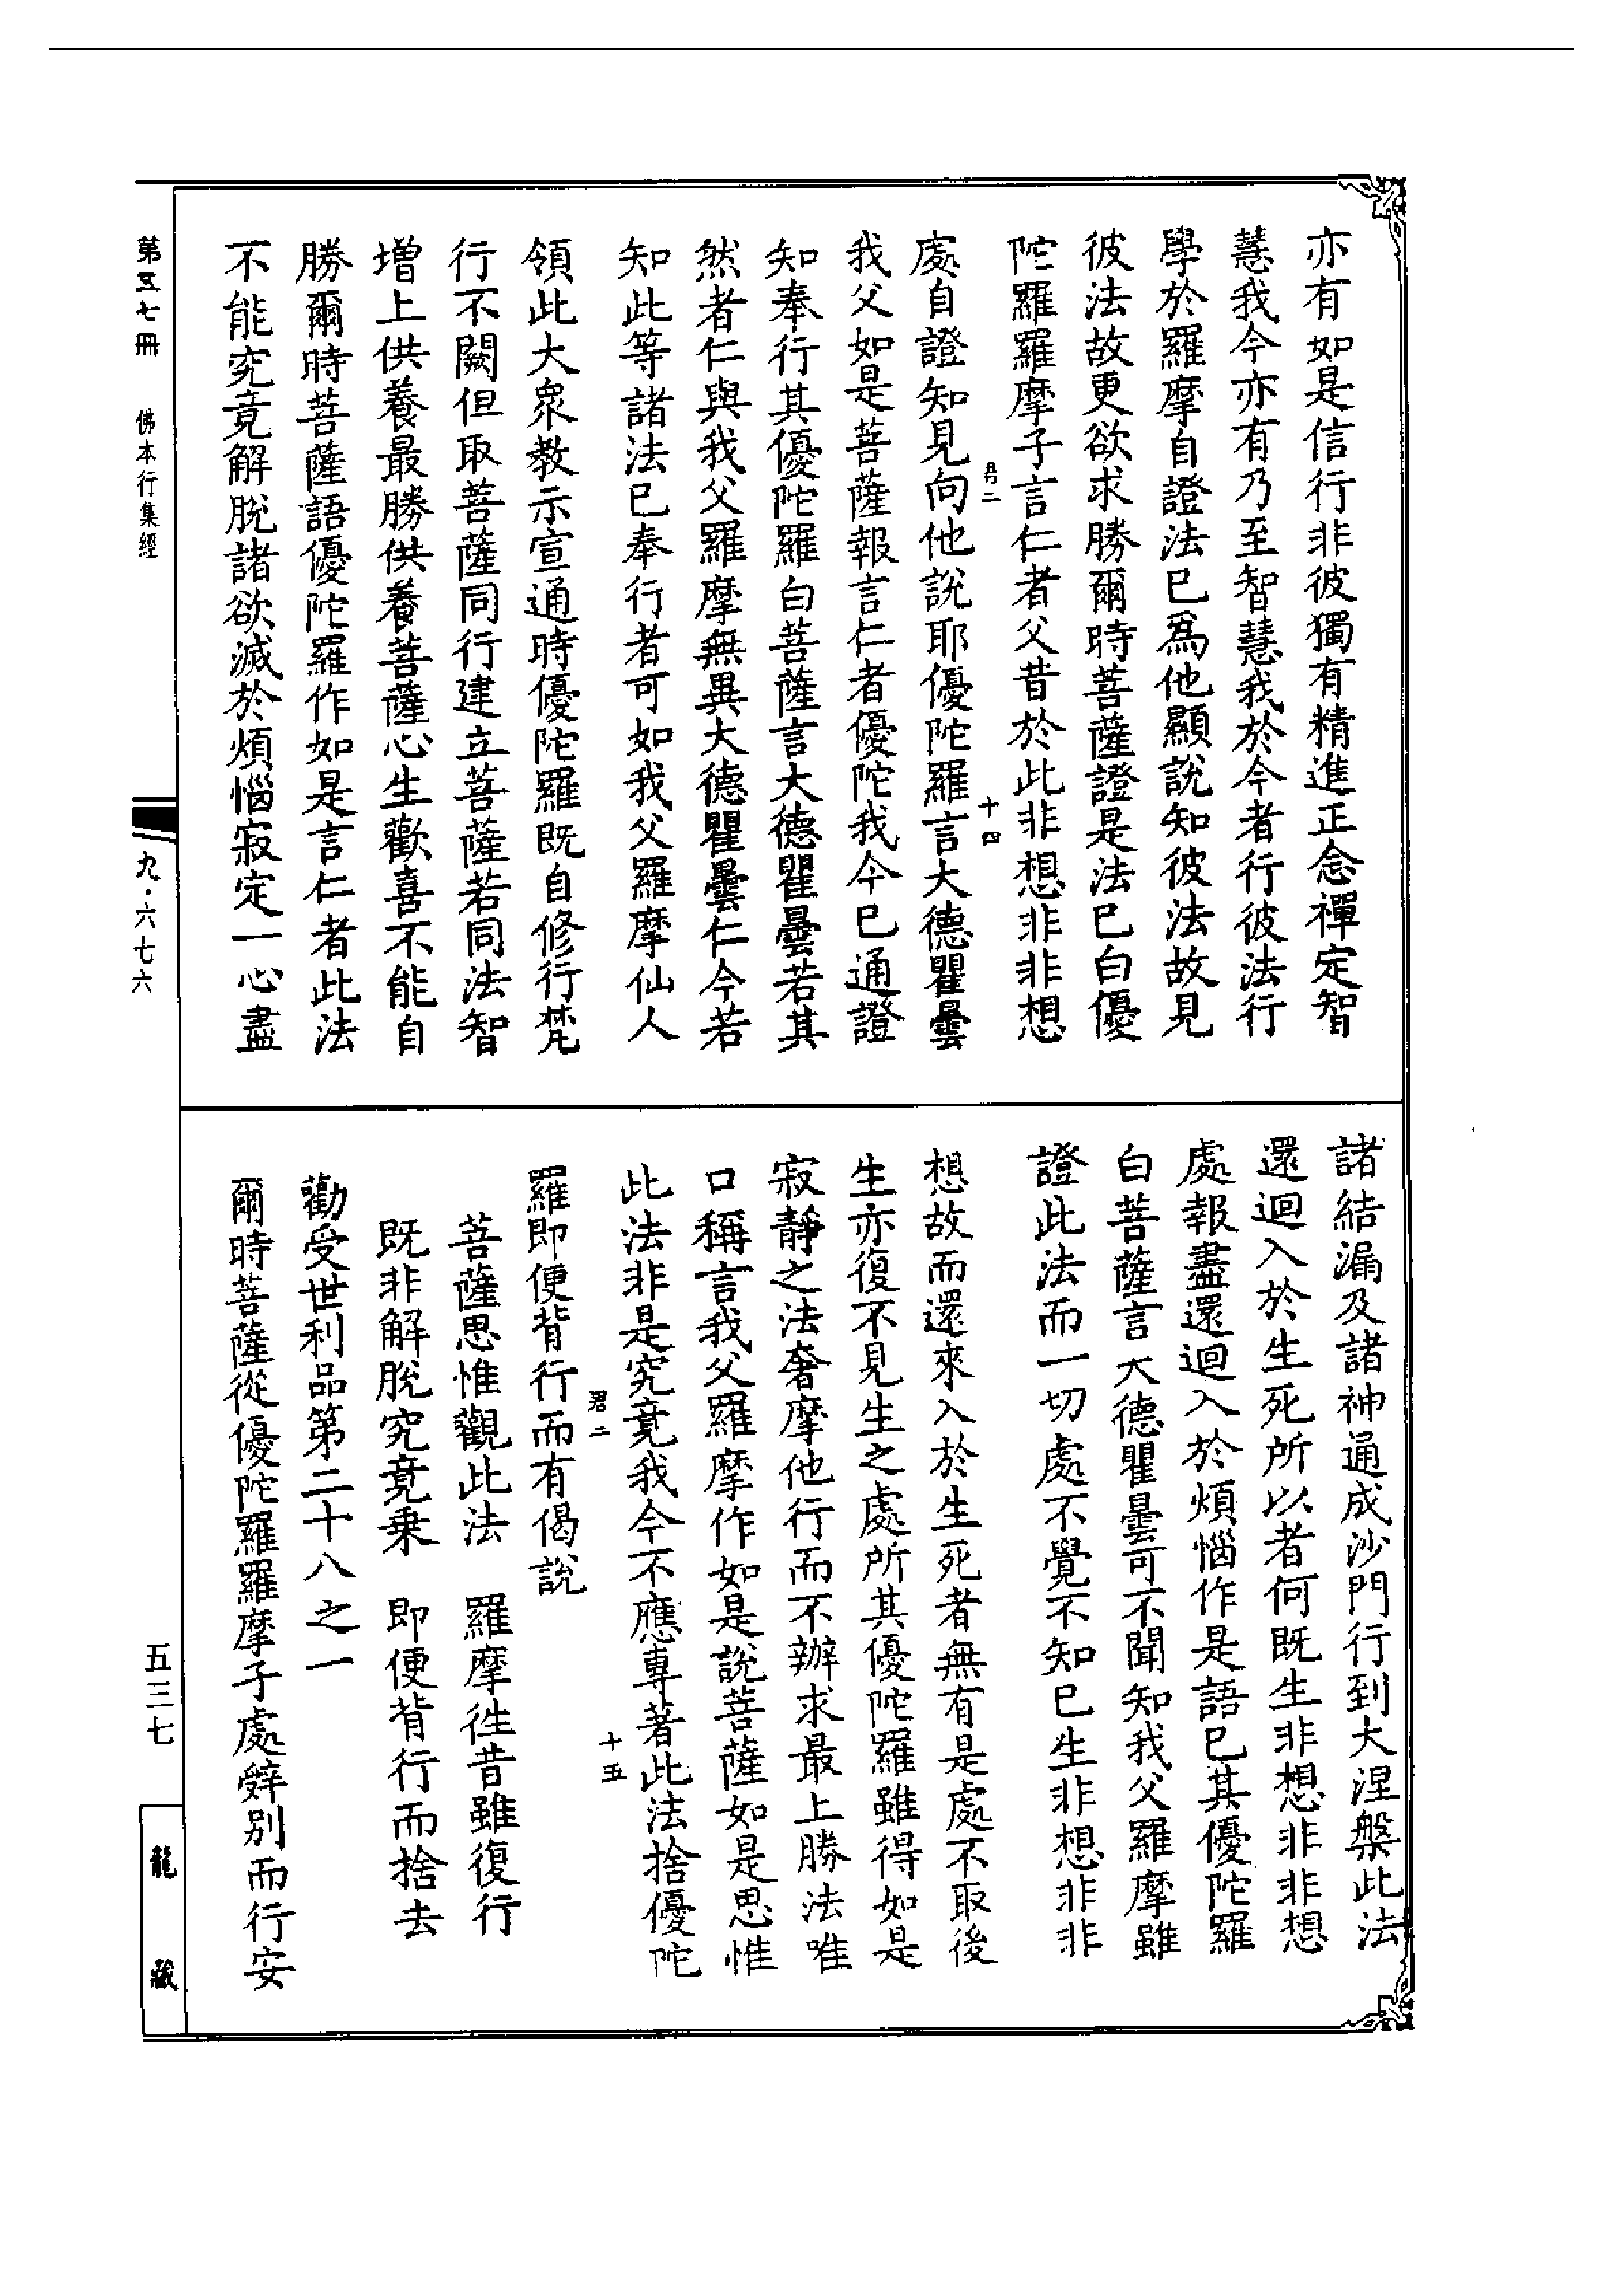 亦有如是信行非彼獨有精進正念禪定智
慧我今亦有乃至智慧我於今者行彼法行
學於羅摩自證法已爲他顯說知彼法故見
彼法故更欲求勝爾時菩薩證是法已白優
陀羅羅摩子言仁者父昔於此非想非非想
君二
十四
處自證知見向他說耶優陀羅言大德瞿曇
我父如是菩薩報言仁者優陀我今已通證
知奉行其優陀羅白菩薩言大德瞿曇若其
然者仁與我父羅摩無異大德瞿曇仁今若
知此等諸法已奉行者可如我父羅摩仙人
領此大衆教示宣通時優陀羅既自修行梵
行不闕但取菩薩同行建立菩薩若同法智
增上供養最勝供養菩薩心生歡喜不能自
勝爾時菩薩語優陀羅作如是言仁者此法
不能究竟解脫諸欲滅於煩惱寂定一心盡
諸結漏及諸神通成沙門行到大涅槃此法
還迴入於生死所以者何既生非想非非想
處報盡還迴入於煩惱作是語已其優陀羅
白菩薩言大德瞿曇可不聞知我父羅摩雖
證此法而一切處不覺不知已生非想非非
想故而還來入於生死者無有是處不取後
生亦復不見生之處所其優陀羅雖得如是
寂靜之法奢摩他行而不辦求最上勝法唯
口稱言我父羅摩作如是說菩薩如是思惟
此法非是究竟我今不應專著此法捨優陀
君二
十五
羅即便背行而有偈說
菩薩思惟觀此法　羅摩徃昔雖復行
既非解脫究竟乘　即便背行而捨去
勸受世利品第二十八之一
爾時菩薩從優陀羅羅摩子處辭別而行安
第五七冊　佛本行集經
九·六七六
五三七
龍藏